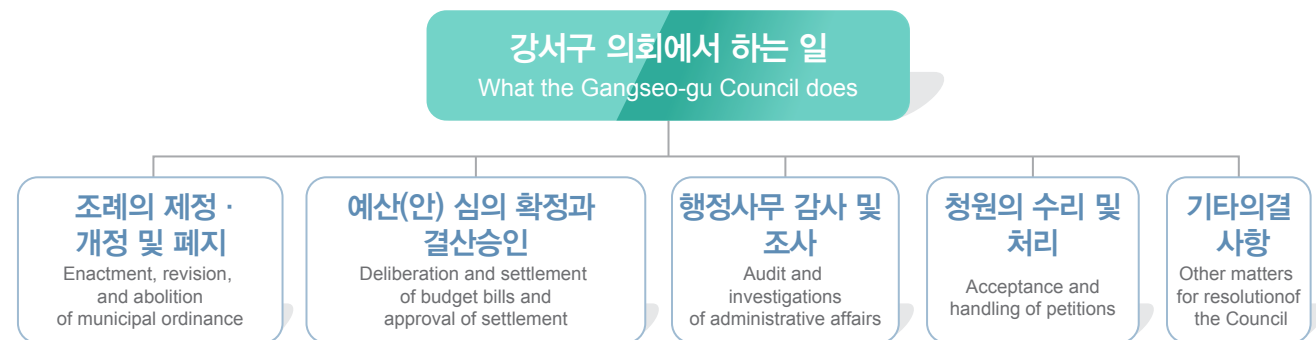 강서구 의회에서 하는 일
What the Gangseo-gu Council does
조례의 제정 ·
개정 및 폐지
Enactment, revision,
and abolition
of municipal ordinance
예산(안) 심의 확정과
결산승인
Deliberation and settlement
of budget bills and
approval of settlement
행정사무 감사 및
조사
Audit and
investigations
of administrative affairs
청원의 수리 및
처리
Acceptance and
handling of petitions
기타의결
사항
Other matters
for resolutionof
the Council